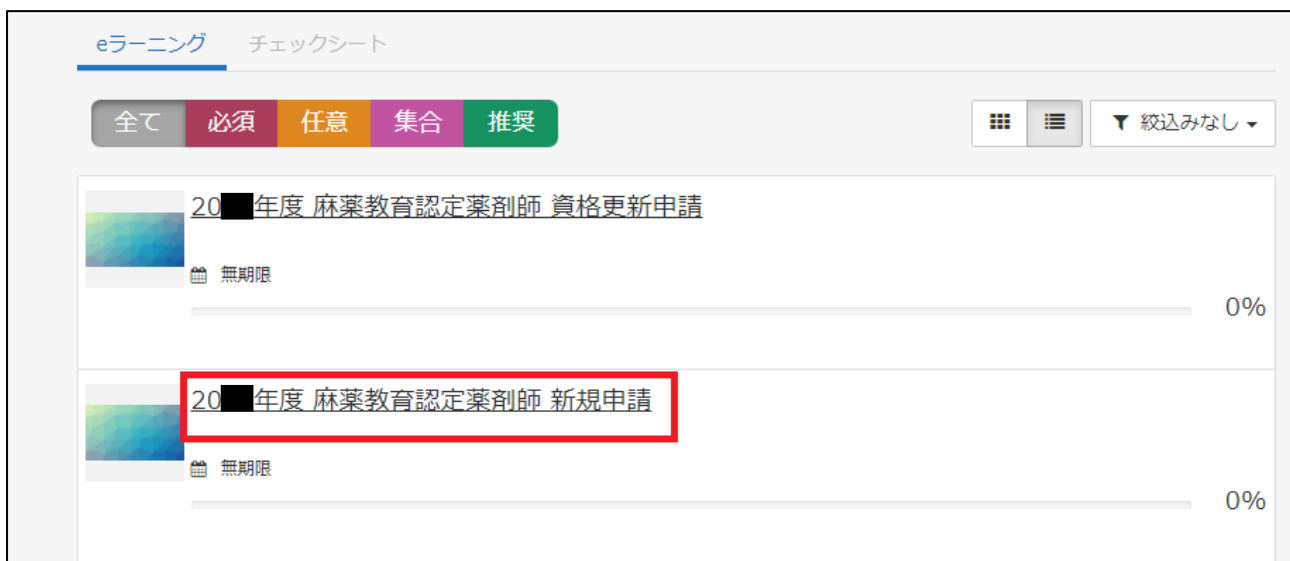 eラーニング チェックシート
全て 必須 任意 集合 推奨 絞込みなし
20 年度 麻薬教育認定薬剤師 資格更新申請
無期限
0%
20 年度 麻薬教育認定薬剤師 新規申請
無期限
0%